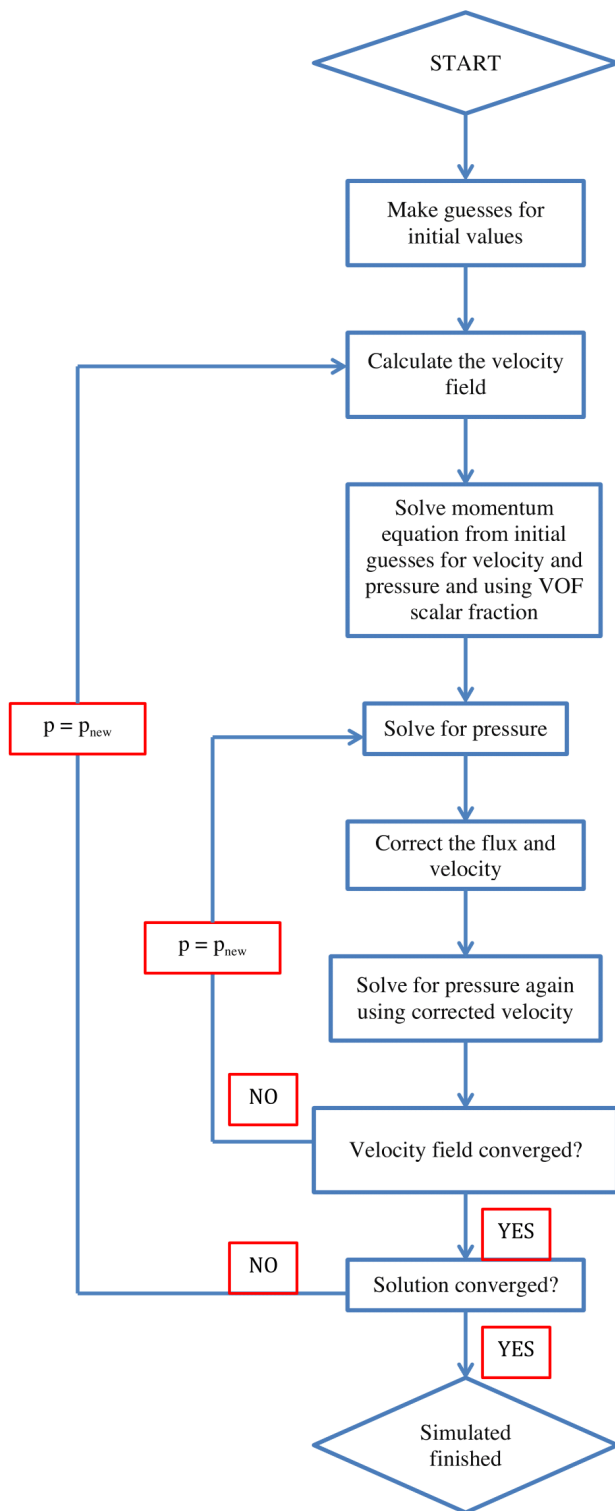 START
Make guesses for
initial values
Calculate the velocity
field
Solve momentum
equation from initial
guesses for velocity and
pressure and using VOF
scalar fraction
p = pnew
Solve for pressure
Correct the flux and
velocity
p = pnew
Solve for pressure again
using corrected velocity
NO
Velocity field converged?
YES
NO
Solution converged?
YES
Simulated
finished